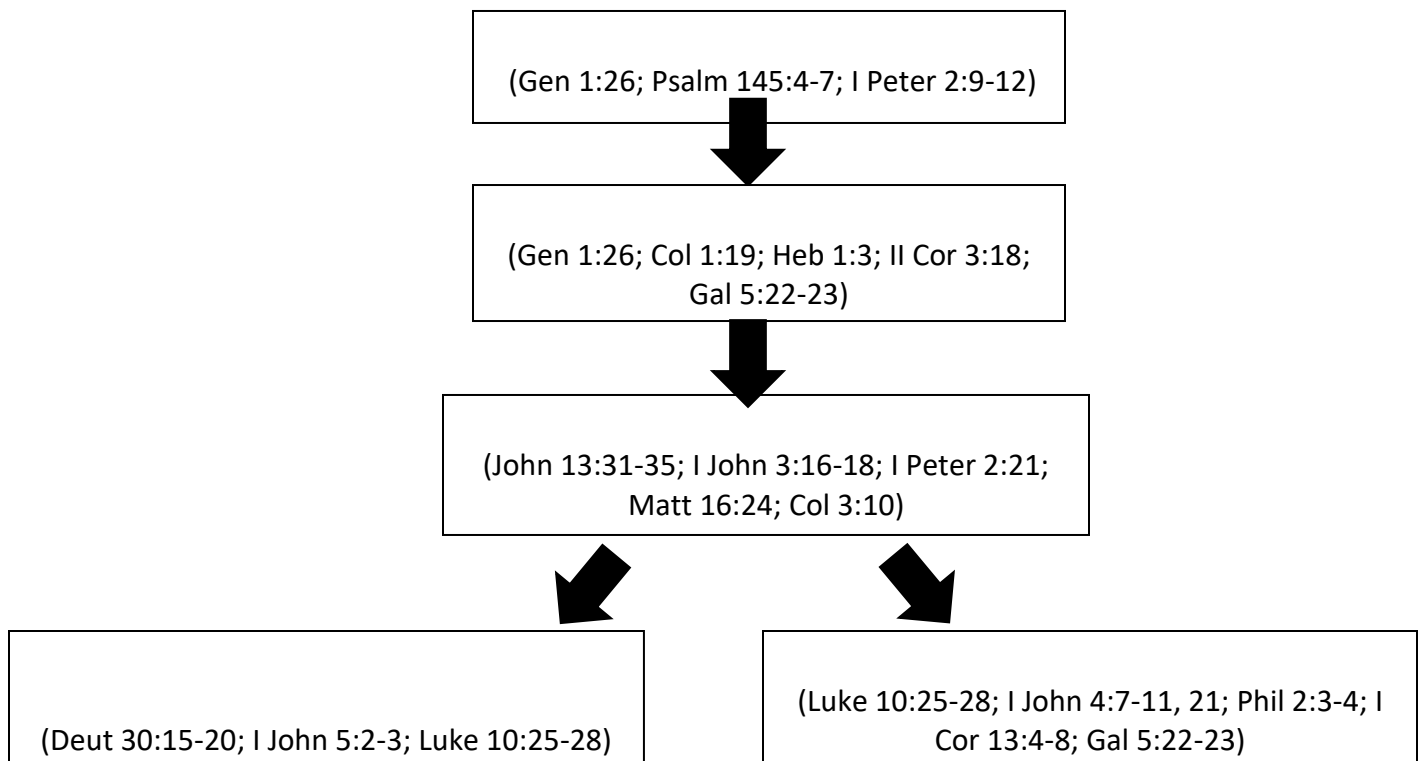 (Gen 1:26; Psalm 145:4-7; I Peter 2:9-12)
(Gen 1:26; Col 1:19; Heb 1:3; II Cor 3:18;
Gal 5:22-23)
(John 13:31-35; I John 3:16-18; I Peter 2:21;
Matt 16:24; Col 3:10)
(Deut 30:15-20; I John 5:2-3; Luke 10:25-28)
(Luke 10:25-28; I John 4:7-11, 21; Phil 2:3-4; I
Cor 13:4-8; Gal 5:22-23)